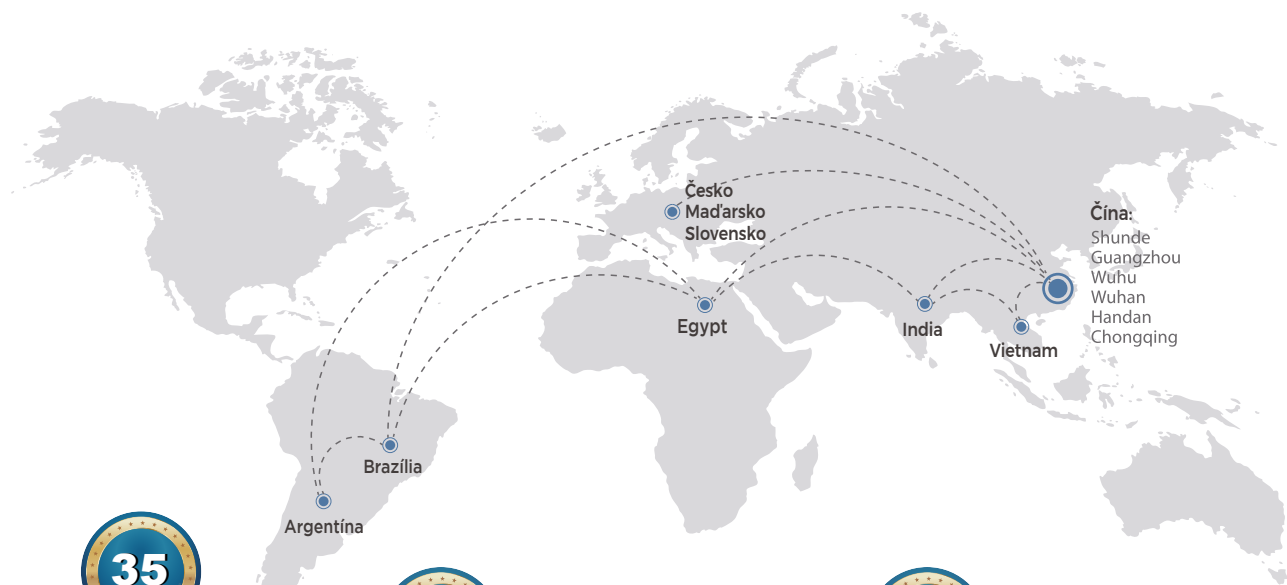 Česko
Maďarsko
Slovensko
Čína:
Shunde
Guangzhou
Wuhu
Wuhan
Handan
Chongqing
Egypt
India
Vietnam
Brazília
Argentína
35